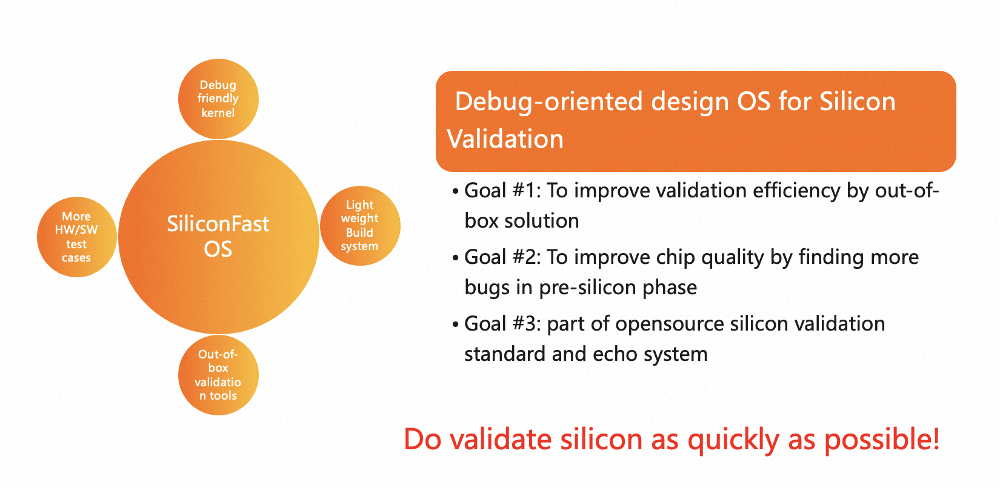 Debug
friendly
kernel
More
HW/SW
test
cases
SiliconFast
OS
Light
weight
Build
system
Out-of-
box
validatio
n tools
Debug-oriented design OS for Silicon
Validation
• Goal #1: To improve validation efficiency by out-of-
box solution
• Goal #2: To improve chip quality by finding more
bugs in pre-silicon phase
• Goal #3: part of opensource silicon validation
standard and echo system
Do validate silicon as quickly as possible!